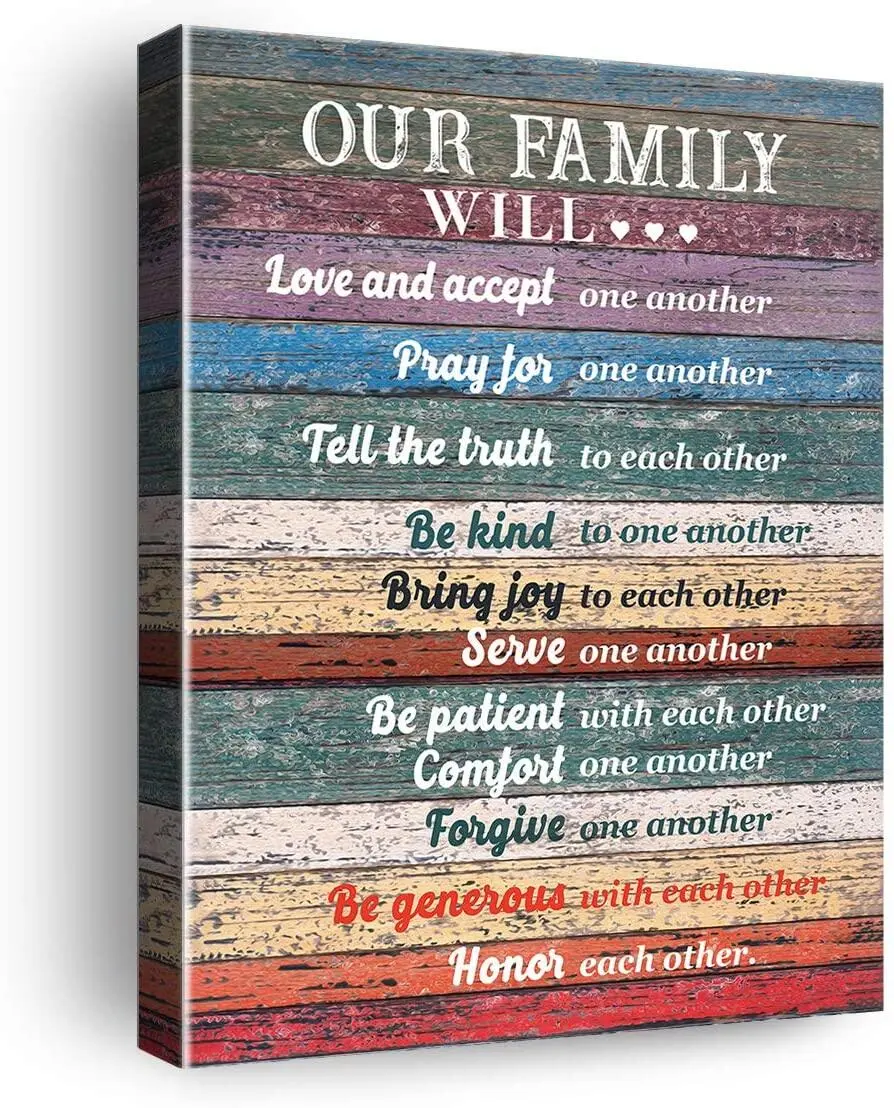 OUR FAMILY
WILL
Love and accept one another
Pray for one another
Tell the truth to each other
Be kind to one another
Bring joy to each other
Serve one another
Be patient with each other
Comfort one another
Forgive one another
Be generous with each other
Honor each other.